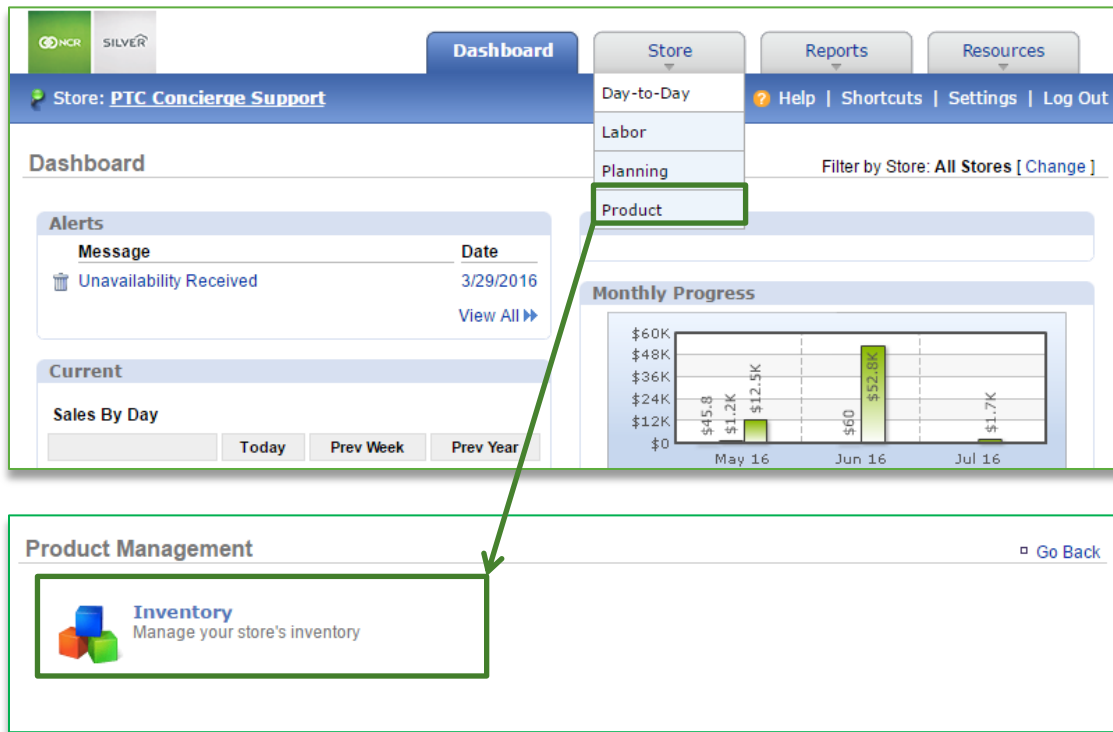 NCR SILVER
Dashboard Store Reports Resources
Store: PTC Concierge Support
Help | Shortcuts | Settings | Log Out
Day-to-Day
Labor
Planning
Product
Dashboard
Filter by Store: All Stores [ Change ]
Alerts
Message Date
Unavailability Received 3/29/2016
View All
Current
Sales By Day
Today Prev Week Prev Year
Monthly Progress
$60K
$48K
$36K
$24K
$12K
$0
$45.8
$1.2K
$12.5K
$60
$52.8K
$1.7K
May 16 Jun 16 Jul 16
Product Management
Go Back
Inventory
Manage your store's inventory